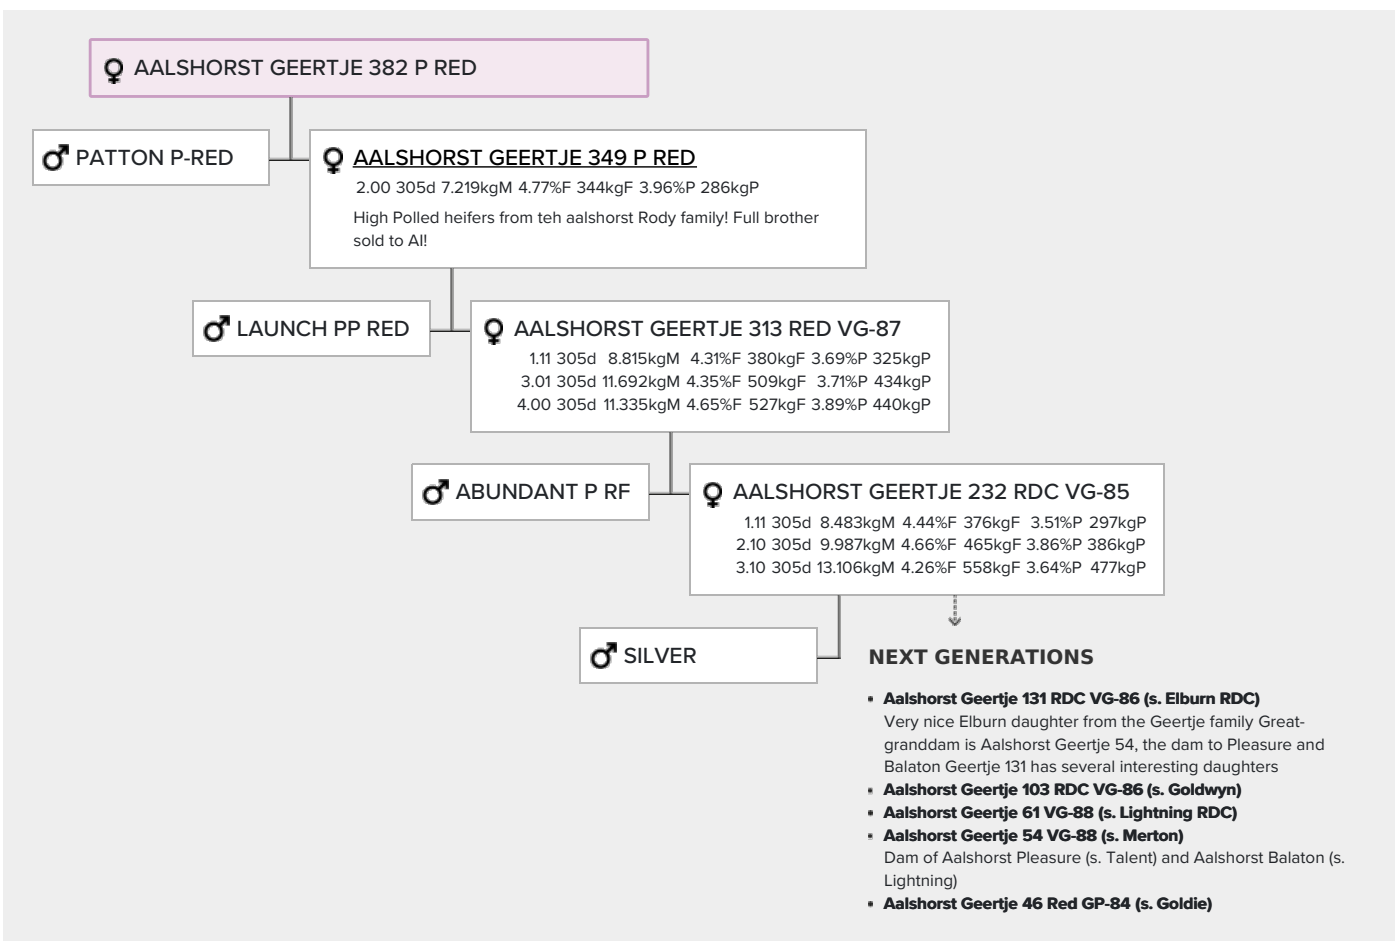 AALSHORST GEERTJE 382 P RED
PATTON P-RED
AALSHORST GEERTJE 349 P RED
2.00 305d 7.219kgM 4.77%F 344kgF 3.96%P 286kgP
High Polled heifers from teh aalshorst Rody family! Full brother
sold to AI!
LAUNCH PP RED
AALSHORST GEERTJE 313 RED VG-87
1.11 305d 8.815kgM 4.31%F 380kgF 3.69%P 325kgP
3.01 305d 11.692kgM 4.35%F 509kgF 3.71%P 434kgP
4.00 305d 11.335kgM 4.65%F 527kgF 3.89%P 440kgP
ABUNDANT P RF
AALSHORST GEERTJE 232 RDC VG-85
1.11 305d 8.483kgM 4.44%F 376kgF 3.51%P 297kgP
2.10 305d 9.987kgM 4.66%F 465kgF 3.86%P 386kgP
3.10 305d 13.106kgM 4.26%F 558kgF 3.64%P 477kgP
SILVER
NEXT GENERATIONS
Aalshorst Geertje 131 RDC VG-86 (s. Elburn RDC)
Very nice Elburn daughter from the Geertje family Great-
granddam is Aalshorst Geertje 54, the dam to Pleasure and
Balaton Geertje 131 has several interesting daughters
Aalshorst Geertje 103 RDC VG-86 (s. Goldwyn)
Aalshorst Geertje 61 VG-88 (s. Lightning RDC)
Aalshorst Geertje 54 VG-88 (s. Merton)
Dam of Aalshorst Pleasure (s. Talent) and Aalshorst Balaton (s.
Lightning)
Aalshorst Geertje 46 Red GP-84 (s. Goldie)